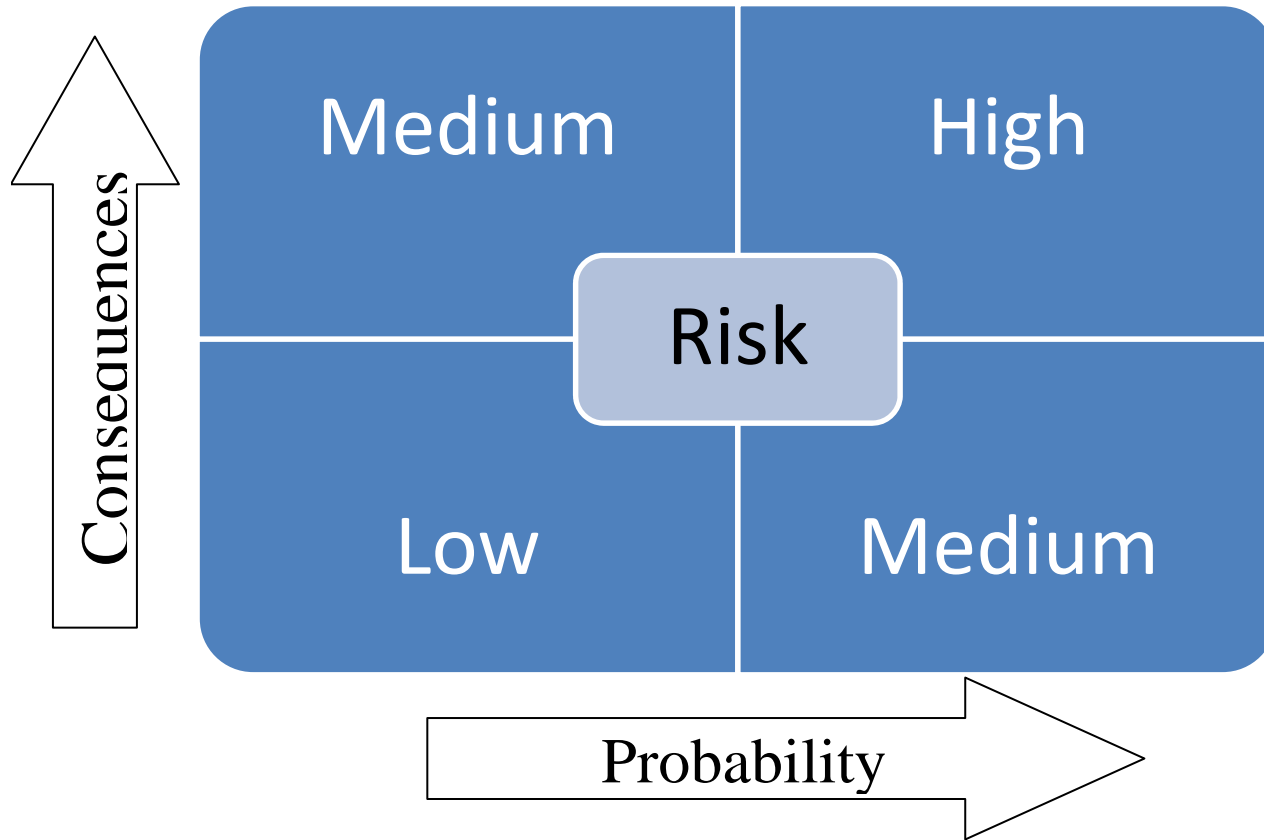 Medium
High
Consequences
Risk
Low
Medium
Probability